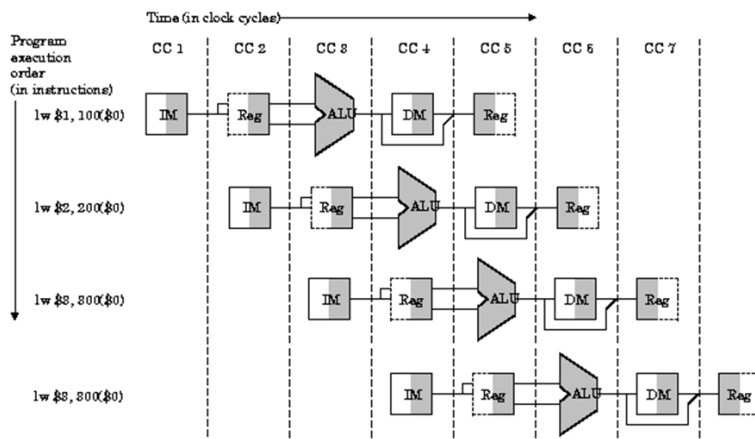 Time (in clock cycles)
Program
execution
order
(in instructions)
CC 1 CC 2 CC 3 CC 4 CC 5 CC 6 CC 7
lw $1, 100($0) IM Reg ALU DM Reg
lw $2, 200($0) IM Reg ALU DM Reg
lw $3, 300($0) IM Reg ALU DM Reg
lw $3, 300($0) IM Reg ALU DM Reg